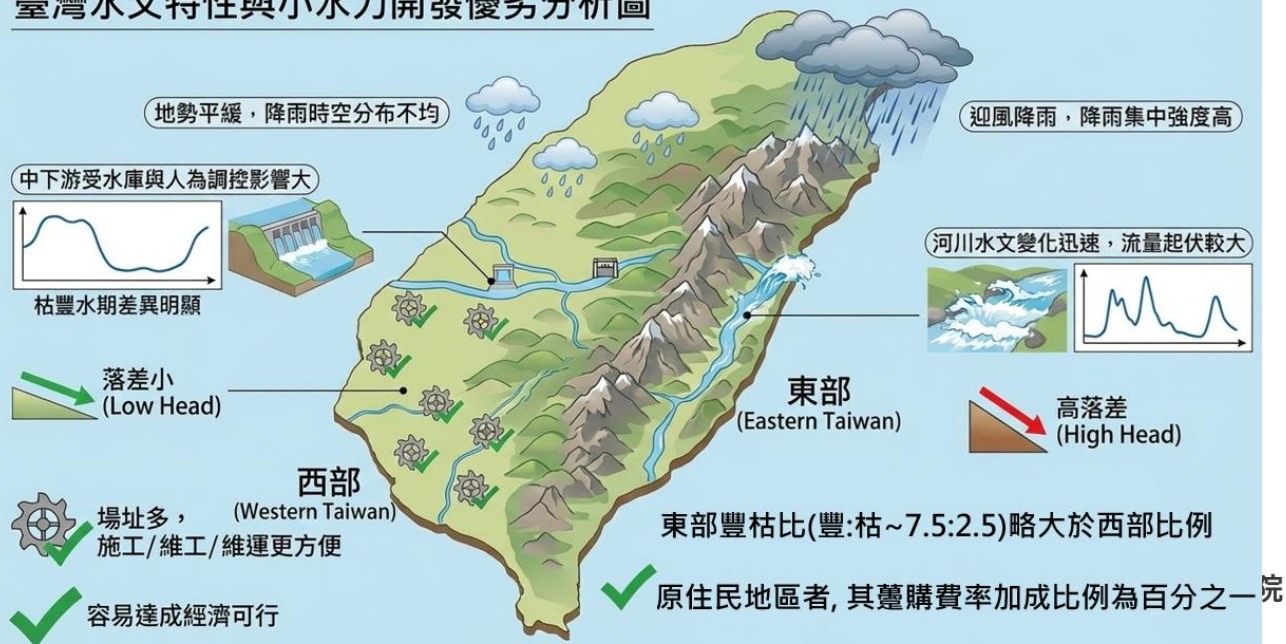 臺灣水文特性與小水力開發優劣分析圖
地勢平緩，降雨時空分布不均
迎風降雨，降雨集中強度高
中下游受水庫與人為調控影響大
枯豐水期差異明顯
河川水文變化迅速，流量起伏較大
落差小
(Low Head)
東部
(Eastern Taiwan)
高落差
(High Head)
西部
(Western Taiwan)
場址多，
施工/維工/維運更方便
東部豐枯比(豐:枯~7.5:2.5)略大於西部比例
容易達成經濟可行
原住民地區者, 其躉購費率加成比例為百分之一
院